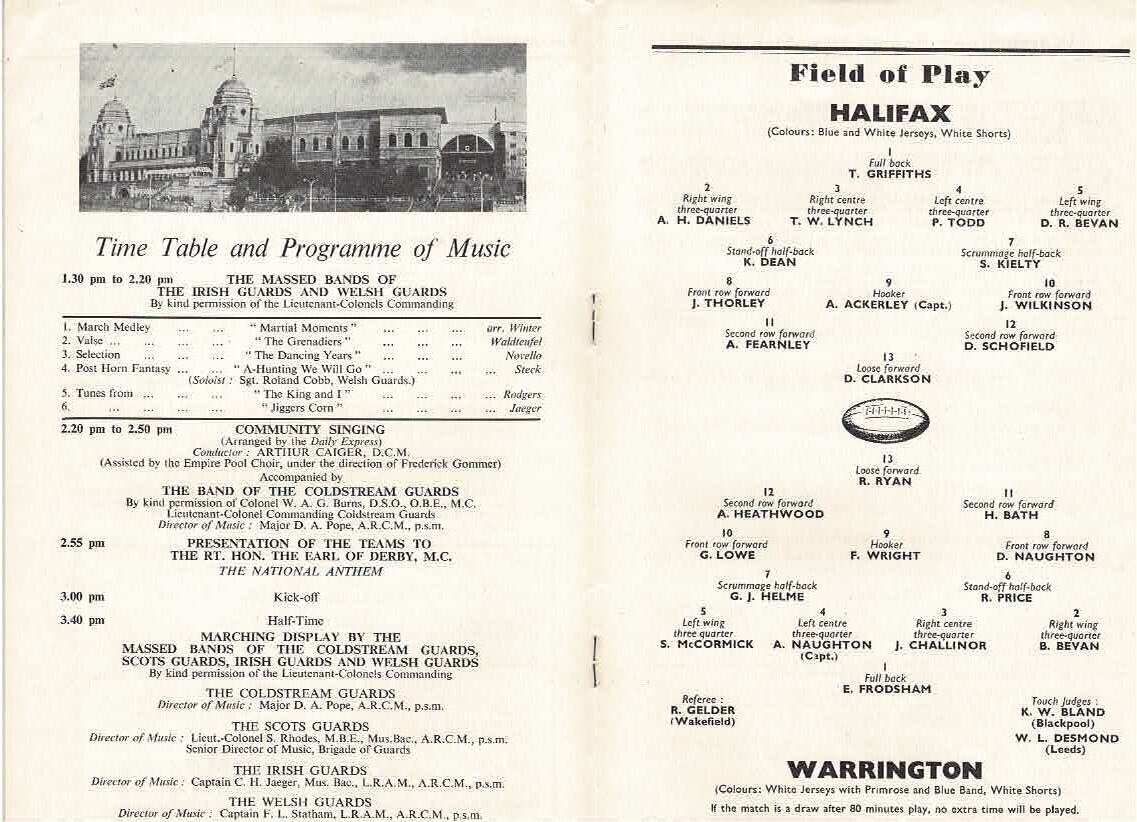 Time Table and Programme of Music
1.30 pm to 2.20 pm THE MASSED BANDS OF
THE IRISH GUARDS AND WELSH GUARDS
By kind permission of the Lieutenant-Colonels Commanding
1. March Medley ... ... " Martial Moments " ... ... ... arr. Winter
2. Valse ... ... ... ... " The Grenadiers " ... ... ... Waldteufel
3. Selection ... ... ... " The Dancing Years " ... ... ... Novello
4. Post Horn Fantasy ... ... " A-Hunting We Will Go " ... ... ... ... Steck
(Soloist : Sgt. Roland Cobb, Welsh Guards.)
5. Tunes from ... ... ... " The King and I " ... ... ... ... Rodgers
6. ... ... ... " Jiggers Corn " ... ... ... ... Jaeger
2.20 pm to 2.50 pm COMMUNITY SINGING
(Arranged by the Daily Express)
Conductor : ARTHUR CAIGER, D.C.M.
(Assisted by the Empire Pool Choir, under the direction of Frederick Gommer)
Accompanied by
THE BAND OF THE COLDSTREAM GUARDS
By kind permission of Colonel W. A. G. Burns, D.S.O., O.B.E., M.C.
Lieutenant-Colonel Commanding Coldstream Guards
Director of Music : Major D. A. Pope, A.R.C.M., p.s.m.
2.55 pm PRESENTATION OF THE TEAMS TO
THE RT. HON. THE EARL OF DERBY, M.C.
THE NATIONAL ANTHEM
3.00 pm Kick-off
3.40 pm Half-Time
MARCHING DISPLAY BY THE
MASSED BANDS OF THE COLDSTREAM GUARDS,
SCOTS GUARDS, IRISH GUARDS AND WELSH GUARDS
By kind permission of the Lieutenant-Colonels Commanding
THE COLDSTREAM GUARDS
Director of Music : Major D. A. Pope, A.R.C.M., p.s.m.
THE SCOTS GUARDS
Director of Music : Lieut.-Colonel S. Rhodes, M.B.E., Mus.Bac., A.R.C.M., p.s.m.
Senior Director of Music, Brigade of Guards
THE IRISH GUARDS
Director of Music : Captain C. H. Jaeger, Mus. Bac., L.R.A.M., A.R.C.M., p.s.m.
THE WELSH GUARDS
Director of Music : Captain F. L. Statham, L.R.A.M., A.R.C.M., p.s.m.
Field of Play
HALIFAX
(Colours: Blue and White Jerseys, White Shorts)
1
Full back
T. GRIFFITHS
2 3 4 5
Right wing Right centre Left centre Left wing
three-quarter three-quarter three-quarter three-quarter
A. H. DANIELS T. W. LYNCH P. TODD D. R. BEVAN
6 7
Stand-off half-back Scrummage half-back
K. DEAN S. KIELTY
8 9 10
Front row forward Hooker Front row forward
J. THORLEY A. ACKERLEY (Capt.) J. WILKINSON
11 12
Second row forward Second row forward
A. FEARNLEY D. SCHOFIELD
13
Loose forward
D. CLARKSON
13
Loose forward
R. RYAN
12 11
Second row forward Second row forward
A. HEATHWOOD H. BATH
10 9 8
Front row forward Hooker Front row forward
G. LOWE F. WRIGHT D. NAUGHTON
7 6
Scrummage half-back Stand-off half-back
G. J. HELME R. PRICE
5 4 3 2
Left wing Left centre Right centre Right wing
three quarter three-quarter three-quarter three-quarter
S. McCORMICK A. NAUGHTON J. CHALLINOR B. BEVAN
(Capt.)
1
Full back
E. FRODSHAM
Referee : Touch Judges :
R. GELDER K. W. BLAND
(Wakefield) (Blackpool)
W. L. DESMOND
(Leeds)
WARRINGTON
(Colours: White Jerseys with Primrose and Blue Band, White Shorts)
If the match is a draw after 80 minutes play, no extra time will be played.